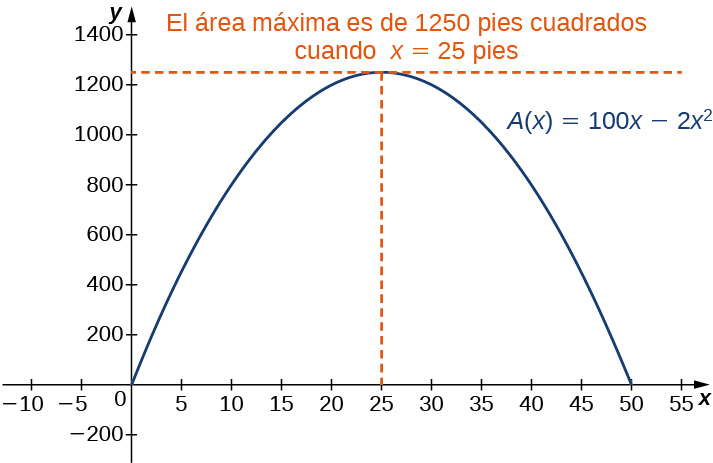 y
El área máxima es de 1250 pies cuadrados
cuando x = 25 pies
1400
1200
A(x) = 100x − 2x²
1000
800
600
400
200
−10 −5 0 5 10 15 20 25 30 35 40 45 50 55 x
−200